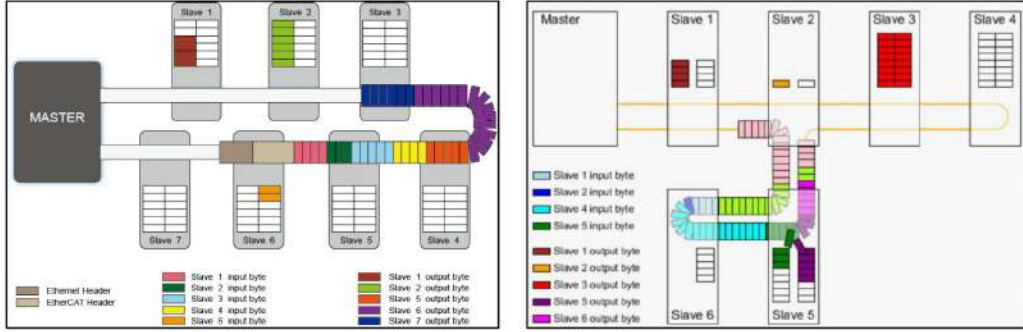 Slave 1
Slave 2
Slave 3
MASTER
Slave 7
Slave 6
Slave 5
Slave 4
Ethernet Header
EtherCAT Header
Slave 1 input byte
Slave 2 input byte
Slave 3 input byte
Slave 4 input byte
Slave 6 input byte
Slave 1 output byte
Slave 2 output byte
Slave 5 output byte
Slave 6 output byte
Slave 7 output byte
Master
Slave 1
Slave 2
Slave 3
Slave 4
Slave 1 input byte
Slave 2 input byte
Slave 4 input byte
Slave 5 input byte
Slave 1 output byte
Slave 2 output byte
Slave 3 output byte
Slave 5 output byte
Slave 6 output byte
Slave 6
Slave 5